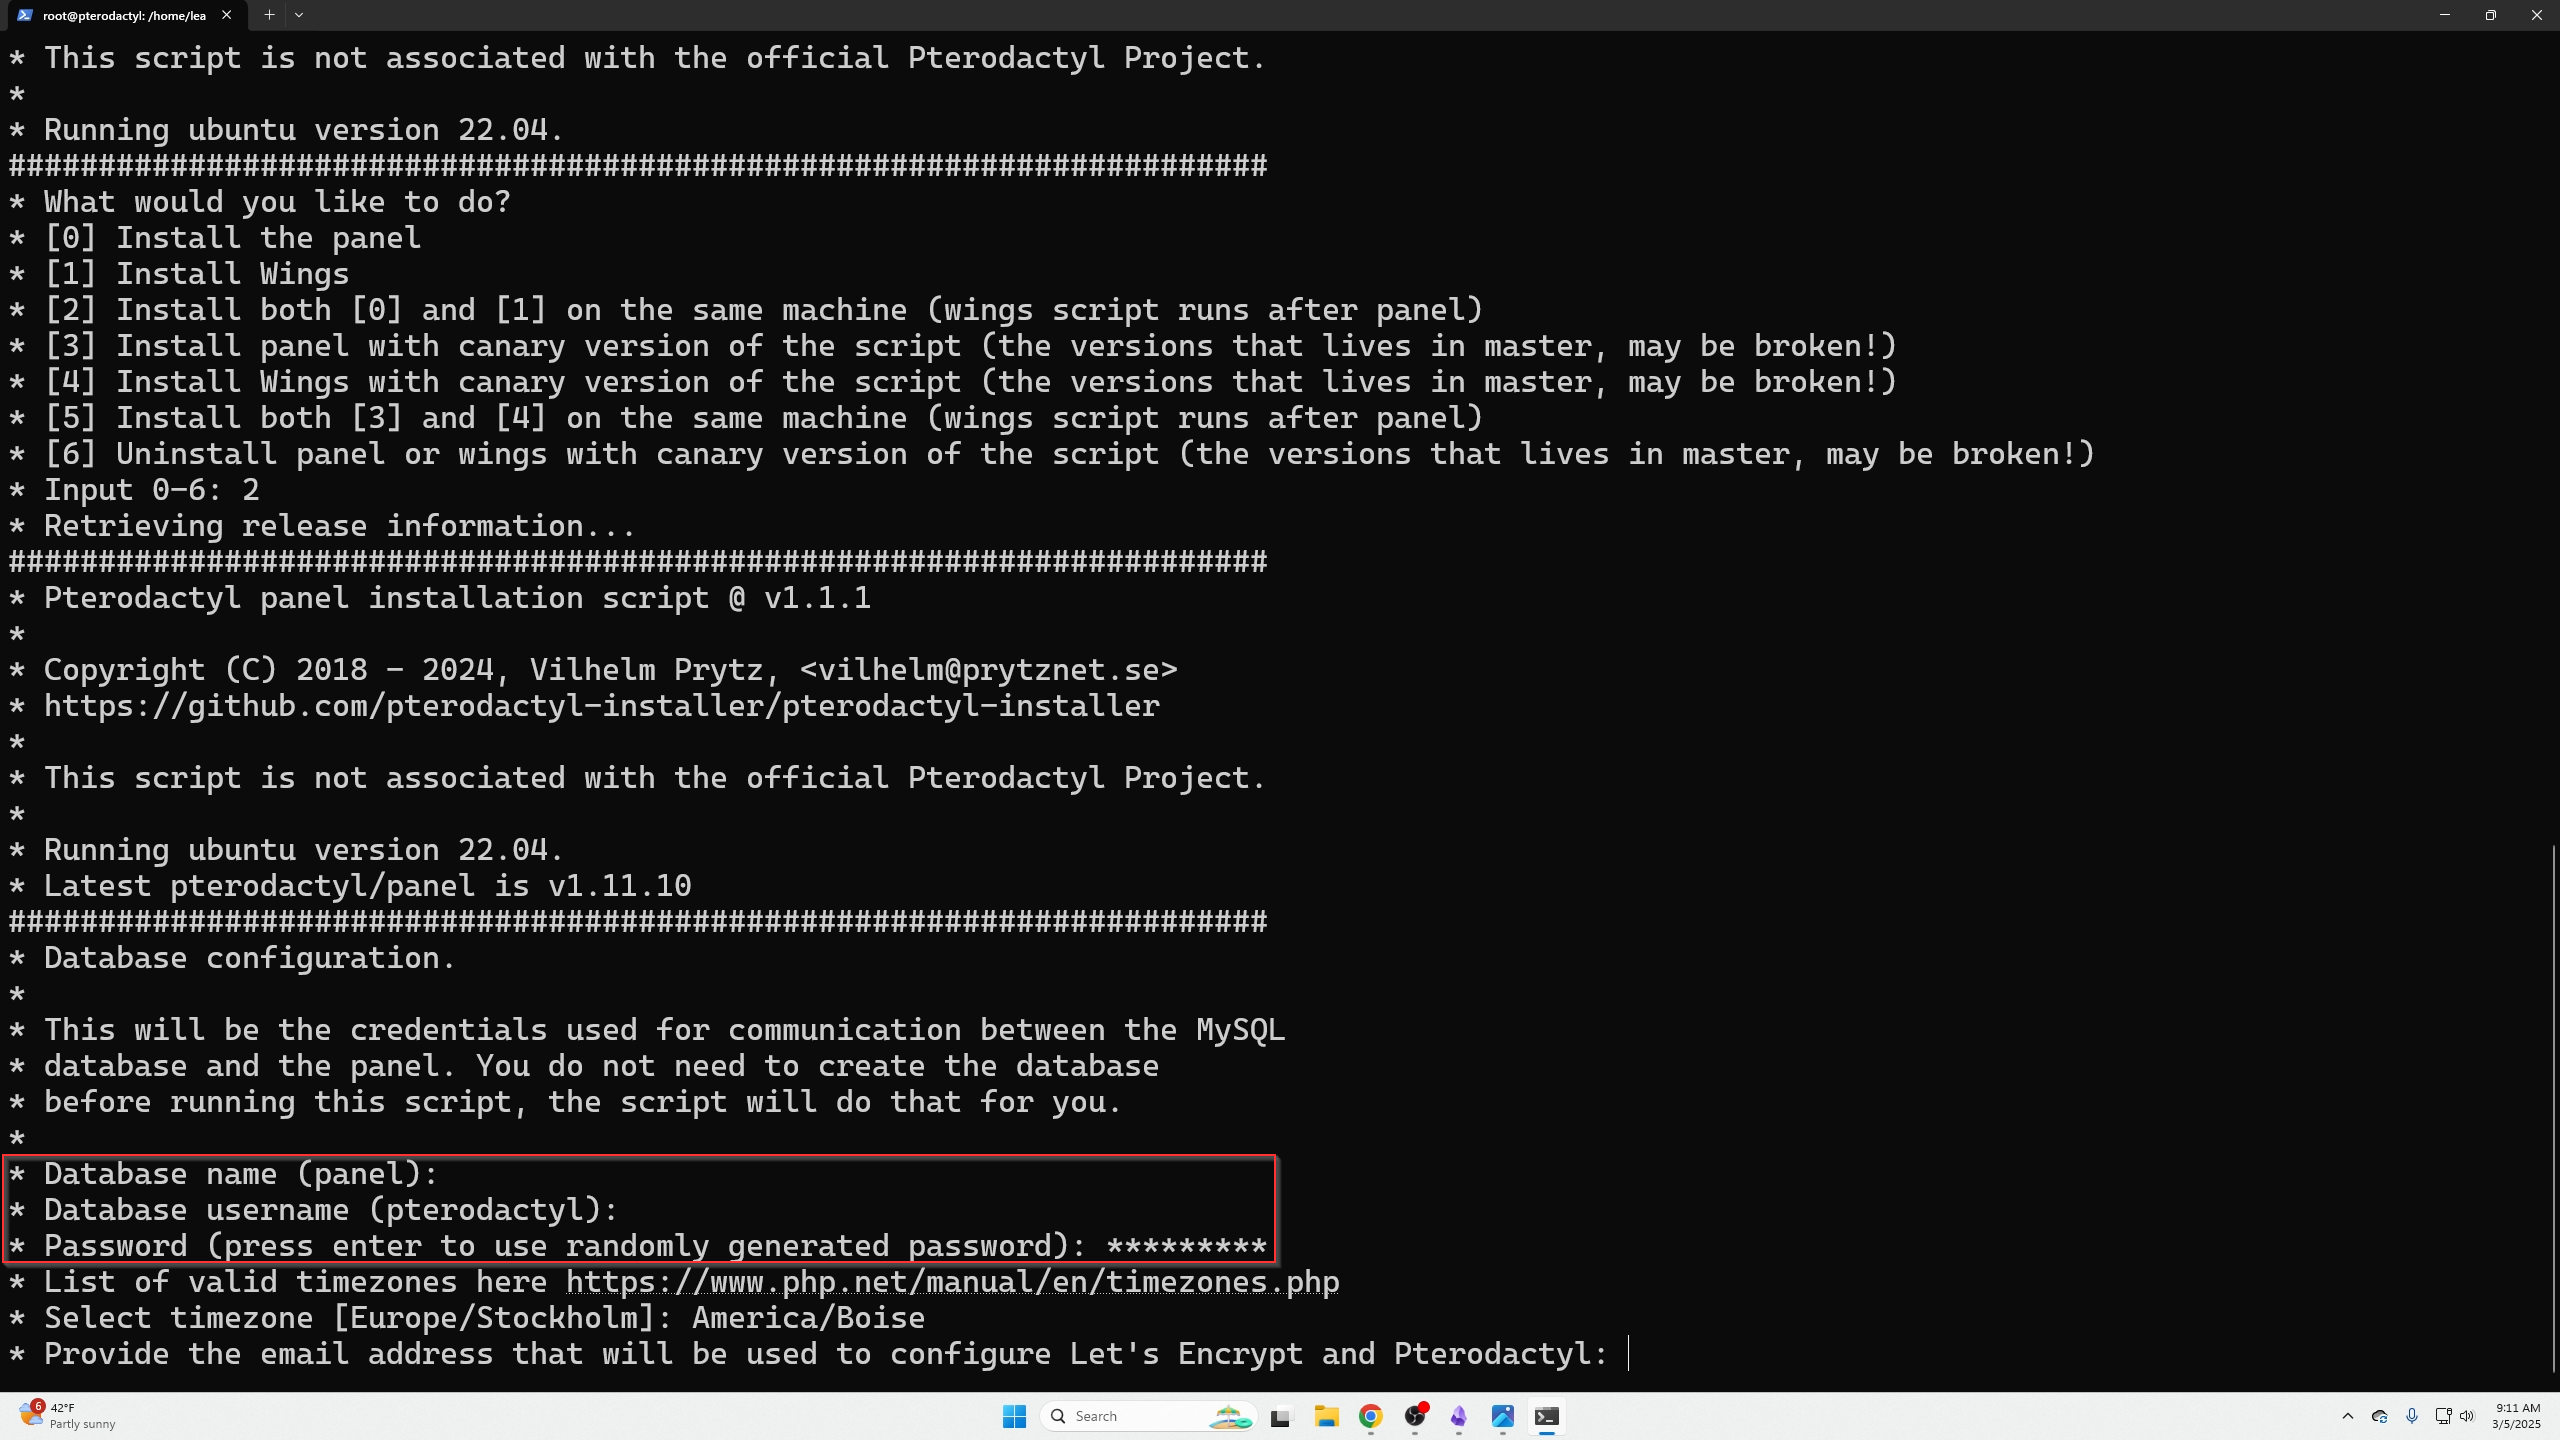 root@pterodactyl: /home/lea
* This script is not associated with the official Pterodactyl Project.
*
* Running ubuntu version 22.04.
######################################################################
* What would you like to do?
* [0] Install the panel
* [1] Install Wings
* [2] Install both [0] and [1] on the same machine (wings script runs after panel)
* [3] Install panel with canary version of the script (the versions that lives in master, may be broken!)
* [4] Install Wings with canary version of the script (the versions that lives in master, may be broken!)
* [5] Install both [3] and [4] on the same machine (wings script runs after panel)
* [6] Uninstall panel or wings with canary version of the script (the versions that lives in master, may be broken!)
* Input 0-6: 2
* Retrieving release information...
######################################################################
* Pterodactyl panel installation script @ v1.1.1
*
* Copyright (C) 2018 - 2024, Vilhelm Prytz, <vilhelm@prytznet.se>
* https://github.com/pterodactyl-installer/pterodactyl-installer
*
* This script is not associated with the official Pterodactyl Project.
*
* Running ubuntu version 22.04.
* Latest pterodactyl/panel is v1.11.10
######################################################################
* Database configuration.
*
* This will be the credentials used for communication between the MySQL
* database and the panel. You do not need to create the database
* before running this script, the script will do that for you.
*
* Database name (panel):
* Database username (pterodactyl):
* Password (press enter to use randomly generated password): *********
* List of valid timezones here https://www.php.net/manual/en/timezones.php
* Select timezone [Europe/Stockholm]: America/Boise
* Provide the email address that will be used to configure Let's Encrypt and Pterodactyl:
6
42°F
Partly sunny
Search
9:11 AM
3/5/2025